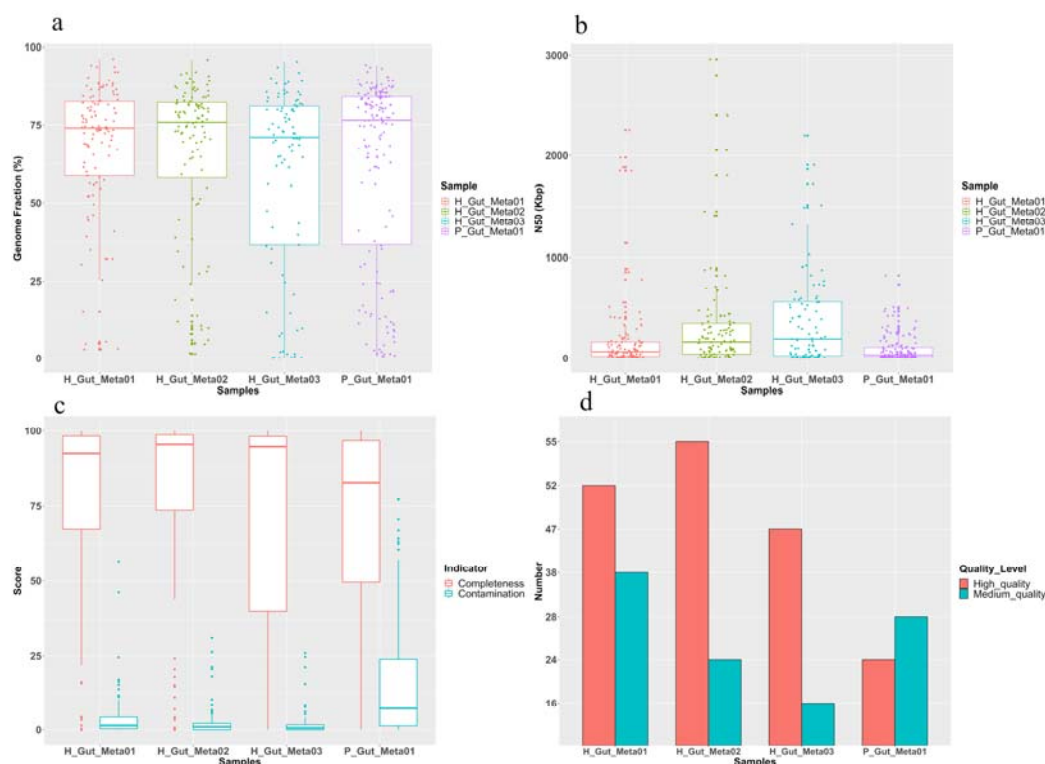 a
100
75
50
25
0
Genome Fraction (%)
H_Gut_Meta01 H_Gut_Meta02 H_Gut_Meta03 P_Gut_Meta01
Samples
Sample
H_Gut_Meta01
H_Gut_Meta02
H_Gut_Meta03
P_Gut_Meta01
b
3000
2000
1000
0
N50 (Kbp)
H_Gut_Meta01 H_Gut_Meta02 H_Gut_Meta03 P_Gut_Meta01
Samples
Sample
H_Gut_Meta01
H_Gut_Meta02
H_Gut_Meta03
P_Gut_Meta01
c
100
75
50
25
0
Score
H_Gut_Meta01 H_Gut_Meta02 H_Gut_Meta03 P_Gut_Meta01
Samples
Indicator
Completeness
Contamination
d
55
52
47
38
28
24
16
Number
H_Gut_Meta01 H_Gut_Meta02 H_Gut_Meta03 P_Gut_Meta01
Samples
Quality_Level
High_quality
Medium_quality